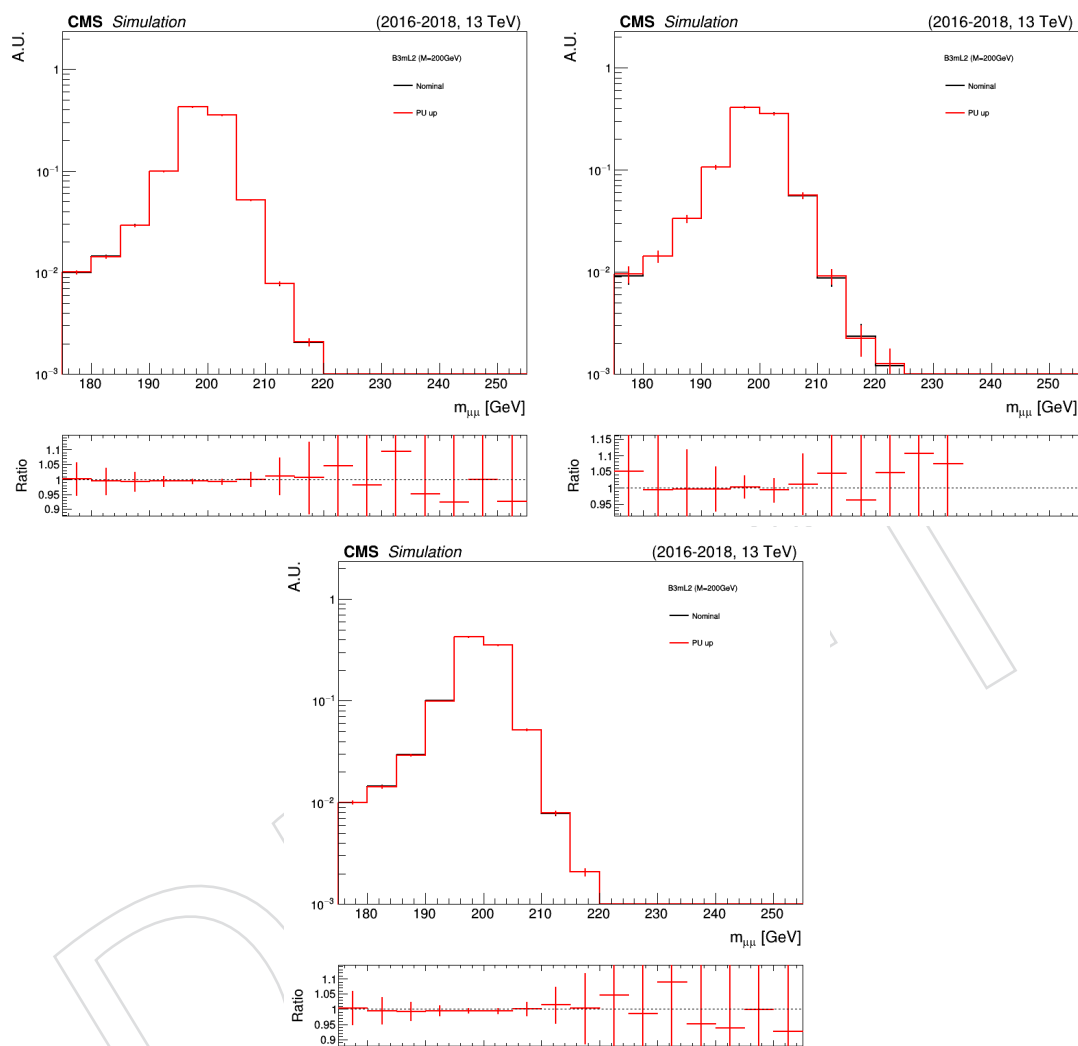 CMS Simulation (2016-2018, 13 TeV)
A.U.
B3mL2 (M=200GeV)
Nominal
PU up
1
10−1
10−2
10−3
180 190 200 210 220 230 240 250
mμμ [GeV]
Ratio
1.1
1.05
1
0.95
0.9
CMS Simulation (2016-2018, 13 TeV)
A.U.
B3mL2 (M=200GeV)
Nominal
PU up
1
10−1
10−2
10−3
180 190 200 210 220 230 240 250
mμμ [GeV]
Ratio
1.15
1.1
1.05
1
0.95
CMS Simulation (2016-2018, 13 TeV)
A.U.
B3mL2 (M=200GeV)
Nominal
PU up
1
10−1
10−2
10−3
180 190 200 210 220 230 240 250
mμμ [GeV]
Ratio
1.1
1.05
1
0.95
0.9